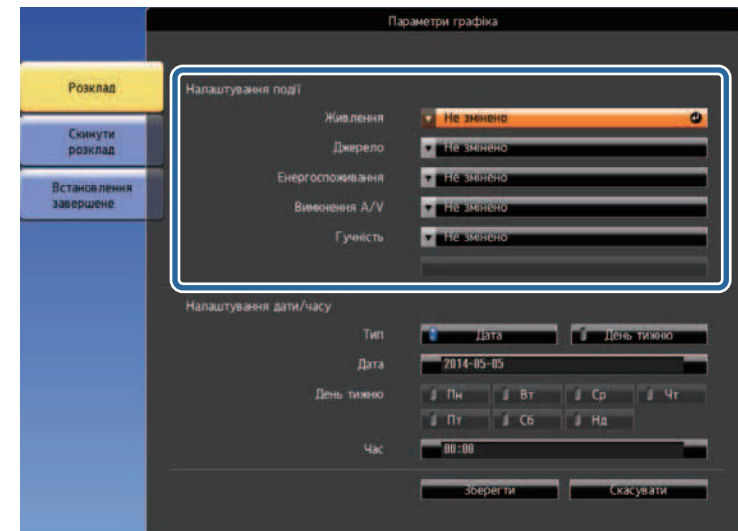 Параметри графіка
Розклад
Скинути
розклад
Встановлення
завершене
Налаштування події
Живлення Не змінено
Джерело Не змінено
Енергоспоживання Не змінено
Вимкнення A/V Не змінено
Гучність Не змінено
Налаштування дати/часу
Тип Дата День тижню
Дата 2014-05-05
День тижню Пн Вт Ср Чт
Пт Сб Нд
Час 00:00
Зберегти Скасувати